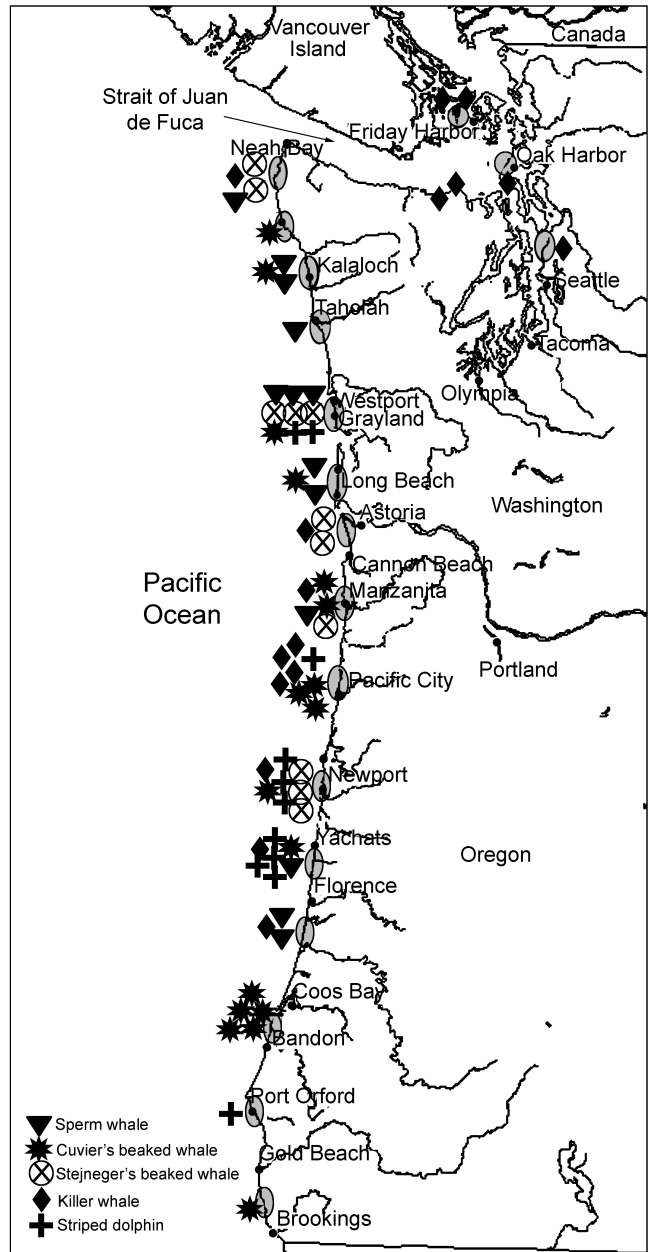 Vancouver
Island
Canada
Strait of Juan
de Fuca
Friday Harbor
Neah Bay
Oak Harbor
Kalaloch
Seattle
Taholah
Tacoma
Olympia
Westport
Grayland
Long Beach
Washington
Astoria
Cannon Beach
Pacific
Ocean
Manzanita
Portland
Pacific City
Newport
Yachats
Oregon
Florence
Coos Bay
Bandon
Port Orford
Gold Beach
Brookings
Sperm whale
Cuvier's beaked whale
Stejneger's beaked whale
Killer whale
Striped dolphin